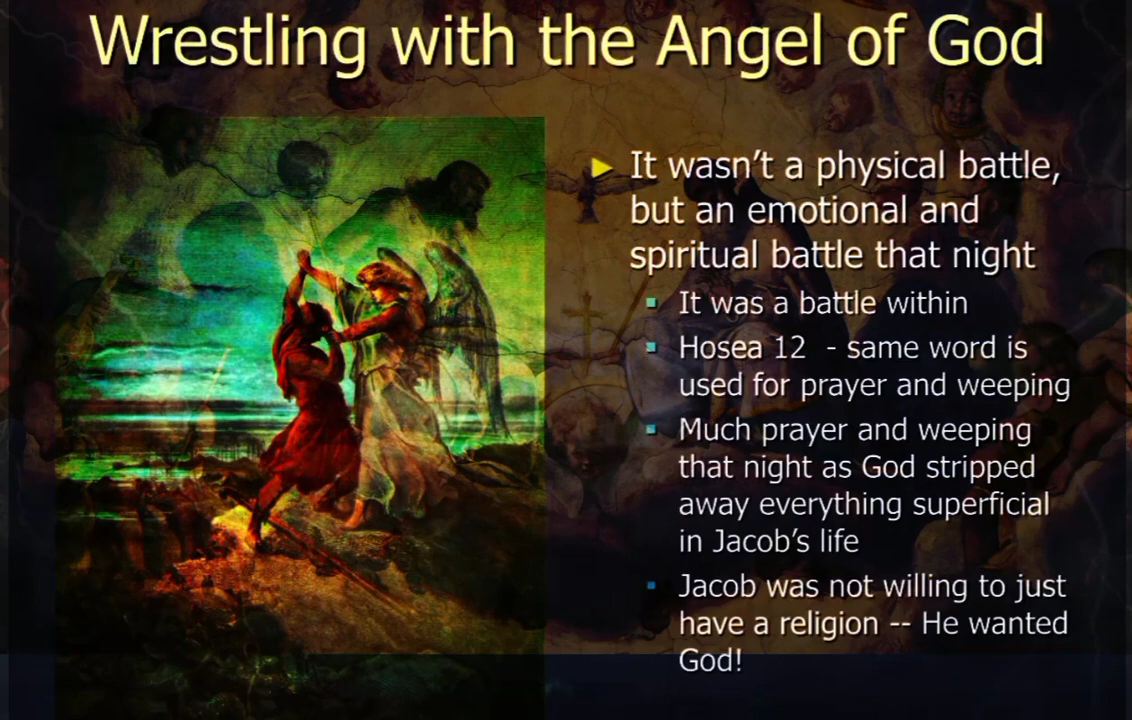 Wrestling with the Angel of God
It wasn't a physical battle,
but an emotional and
spiritual battle that night
It was a battle within
Hosea 12 - same word is
used for prayer and weeping
Much prayer and weeping
that night as God stripped
away everything superficial
in Jacob's life
Jacob was not willing to just
have a religion -- He wanted
God!